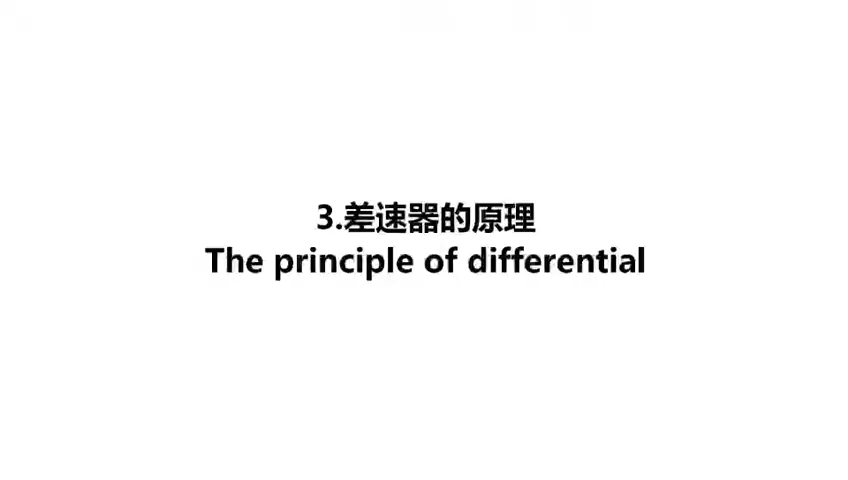 3.差速器的原理
The principle of differential